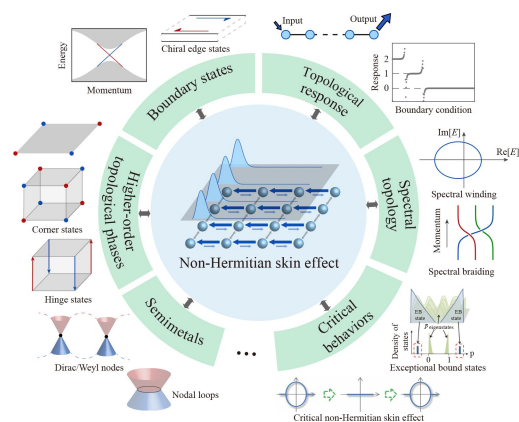 Energy
Momentum
Chiral edge states
Input
Output
Response
2
1
0
Boundary condition
Boundary states
Topological
response
Im[E]
Re[E]
Spectral winding
Spectral
topology
Momentum
Spectral braiding
Higher-order
topological phases
Corner states
Hinge states
Non-Hermitian skin effect
Semimetals
Critical
behaviors
EB
state
EB
state
P eigenstates
Density of
states
0
1
p
Exceptional bound states
Dirac/Weyl nodes
Nodal loops
Critical non-Hermitian skin effect